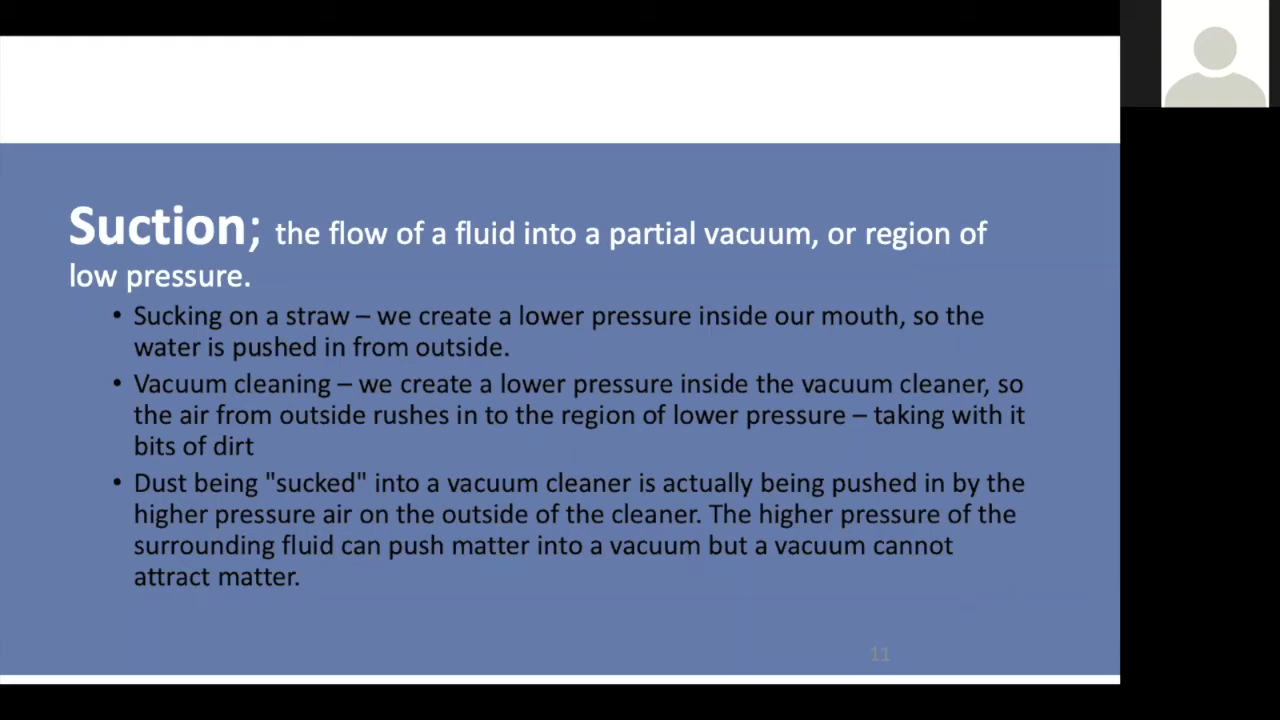 Suction; the flow of a fluid into a partial vacuum, or region of
low pressure.
• Sucking on a straw – we create a lower pressure inside our mouth, so the
water is pushed in from outside.
• Vacuum cleaning – we create a lower pressure inside the vacuum cleaner, so
the air from outside rushes in to the region of lower pressure – taking with it
bits of dirt
• Dust being "sucked" into a vacuum cleaner is actually being pushed in by the
higher pressure air on the outside of the cleaner. The higher pressure of the
surrounding fluid can push matter into a vacuum but a vacuum cannot
attract matter.
11